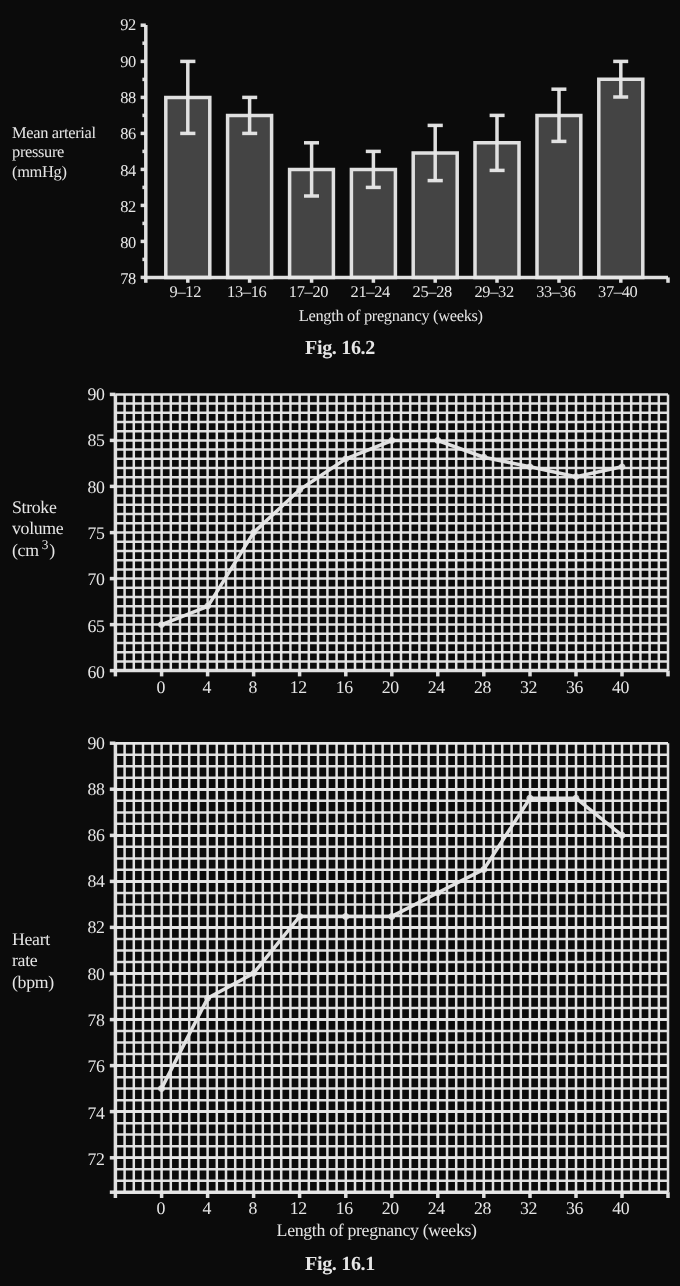 92
90
88
86
84
82
80
78
Mean arterial
pressure
(mmHg)
9–12 13–16 17–20 21–24 25–28 29–32 33–36 37–40
Length of pregnancy (weeks)
Fig. 16.2
90
85
80
75
70
65
60
Stroke
volume
(cm³)
0 4 8 12 16 20 24 28 32 36 40
90
88
86
84
82
80
78
76
74
72
Heart
rate
(bpm)
0 4 8 12 16 20 24 28 32 36 40
Length of pregnancy (weeks)
Fig. 16.1